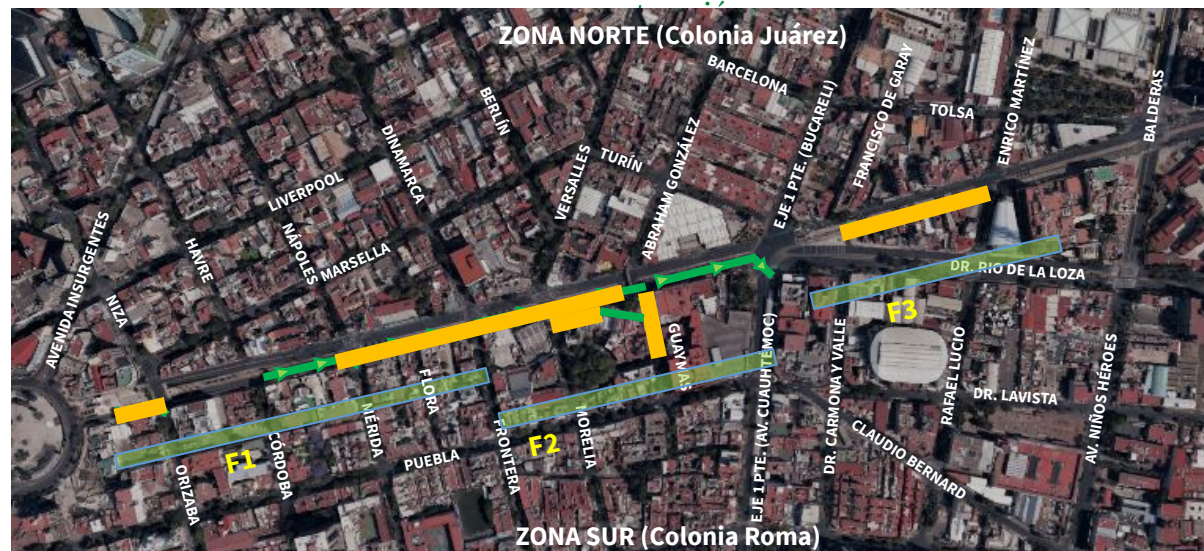 ZONA NORTE (Colonia Juárez)
BARCELONA
FRANCISCO DE GARAY
ENRICO MARTÍNEZ
BALDERAS
TOLSA
BERLÍN
DINAMARCA
VERSALLES
TURÍN
ABRAHAM GONZÁLEZ
EJE 1 PTE. (BUCARELI)
LIVERPOOL
NÁPOLES
MARSELLA
HAVRE
NIZA
AVENIDA INSURGENTES
DR. RIO DE LA LOZA
F3
GUAYMAS
FLORA
MÉRIDA
CÓRDOBA
ORIZABA
F1
PUEBLA
FRONTERA
F2
MORELIA
EJE 1 PTE. (AV. CUAUHTEMOC)
DR. CARMONA Y VALLE
RAFAEL LUCIO
DR. LAVISTA
CLAUDIO BERNARD
AV. NIÑOS HÉROES
ZONA SUR (Colonia Roma)